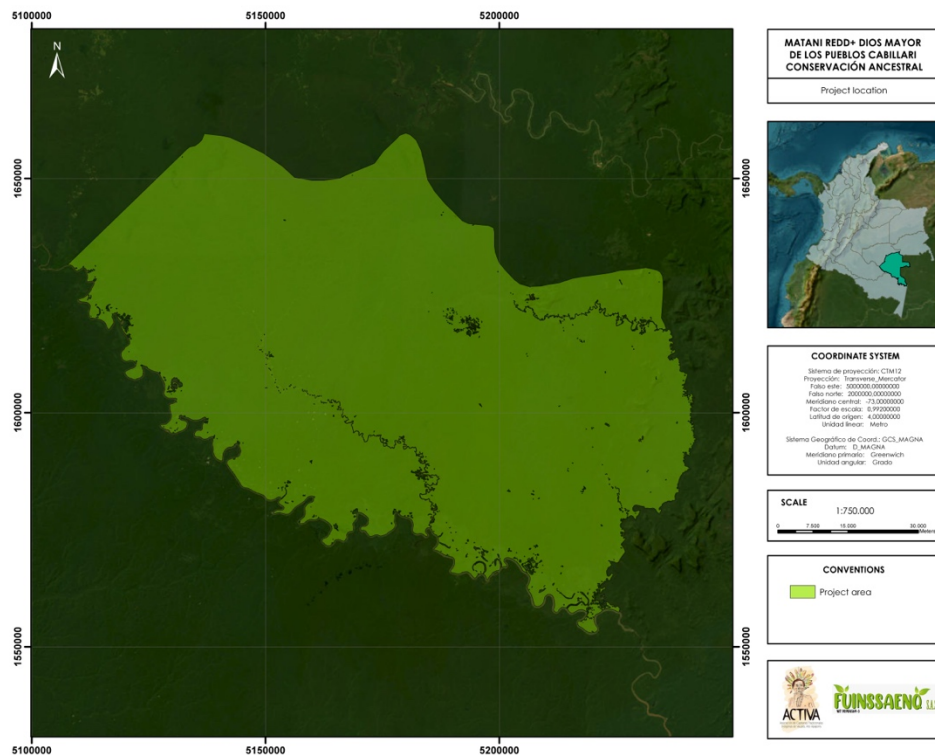 5100000 5150000 5200000
N
1650000
1600000
1550000
1650000
1600000
1550000
5100000 5150000 5200000
MATANI REDD+ DIOS MAYOR
DE LOS PUEBLOS CABILLARI
CONSERVACIÓN ANCESTRAL
Project location
COORDINATE SYSTEM
Sistema de proyección: CTM12
Proyección: Transverse_Mercator
Falso este: 5000000,00000000
Falso norte: 2000000,00000000
Meridiano central: -73,00000000
Factor de escala: 0,99200000
Latitud de origen: 4,00000000
Unidad linear: Metro
Sistema Geográfico de Coord.: GCS_MAGNA
Datum: D_MAGNA
Meridiano primario: Greenwich
Unidad angular: Grado
SCALE
1:750.000
0 7.500 15.000 30.000
Meters
CONVENTIONS
Project area
ACTIVA
FUINSSAENO S.A.S